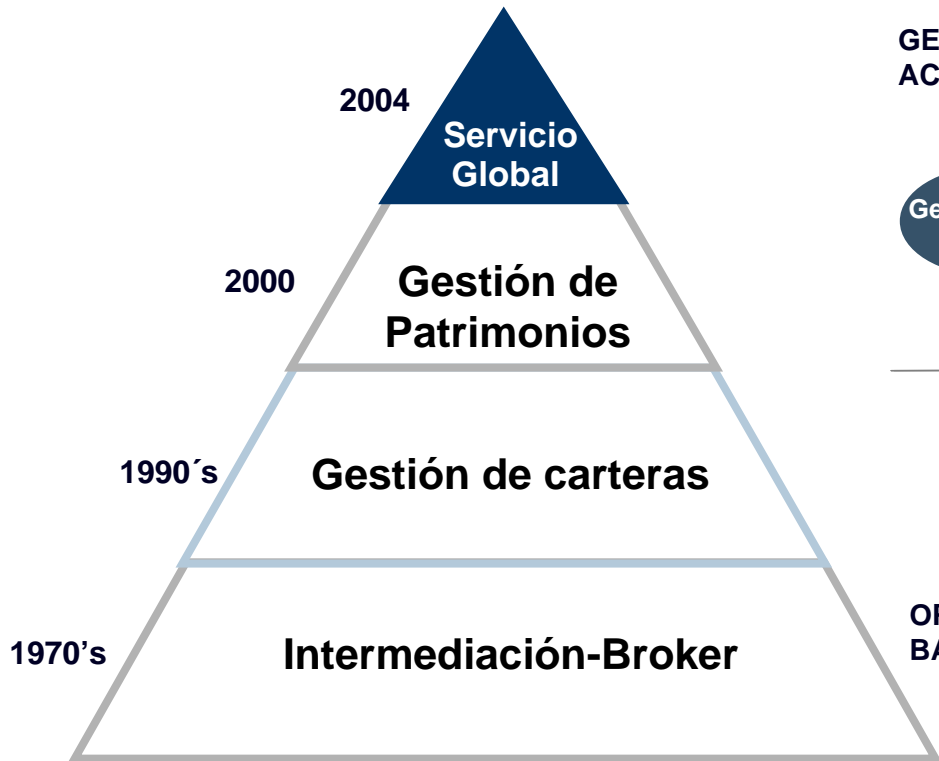 2004
Servicio
Global
2000
Gestión de
Patrimonios
1990´s
Gestión de carteras
1970’s
Intermediación-Broker